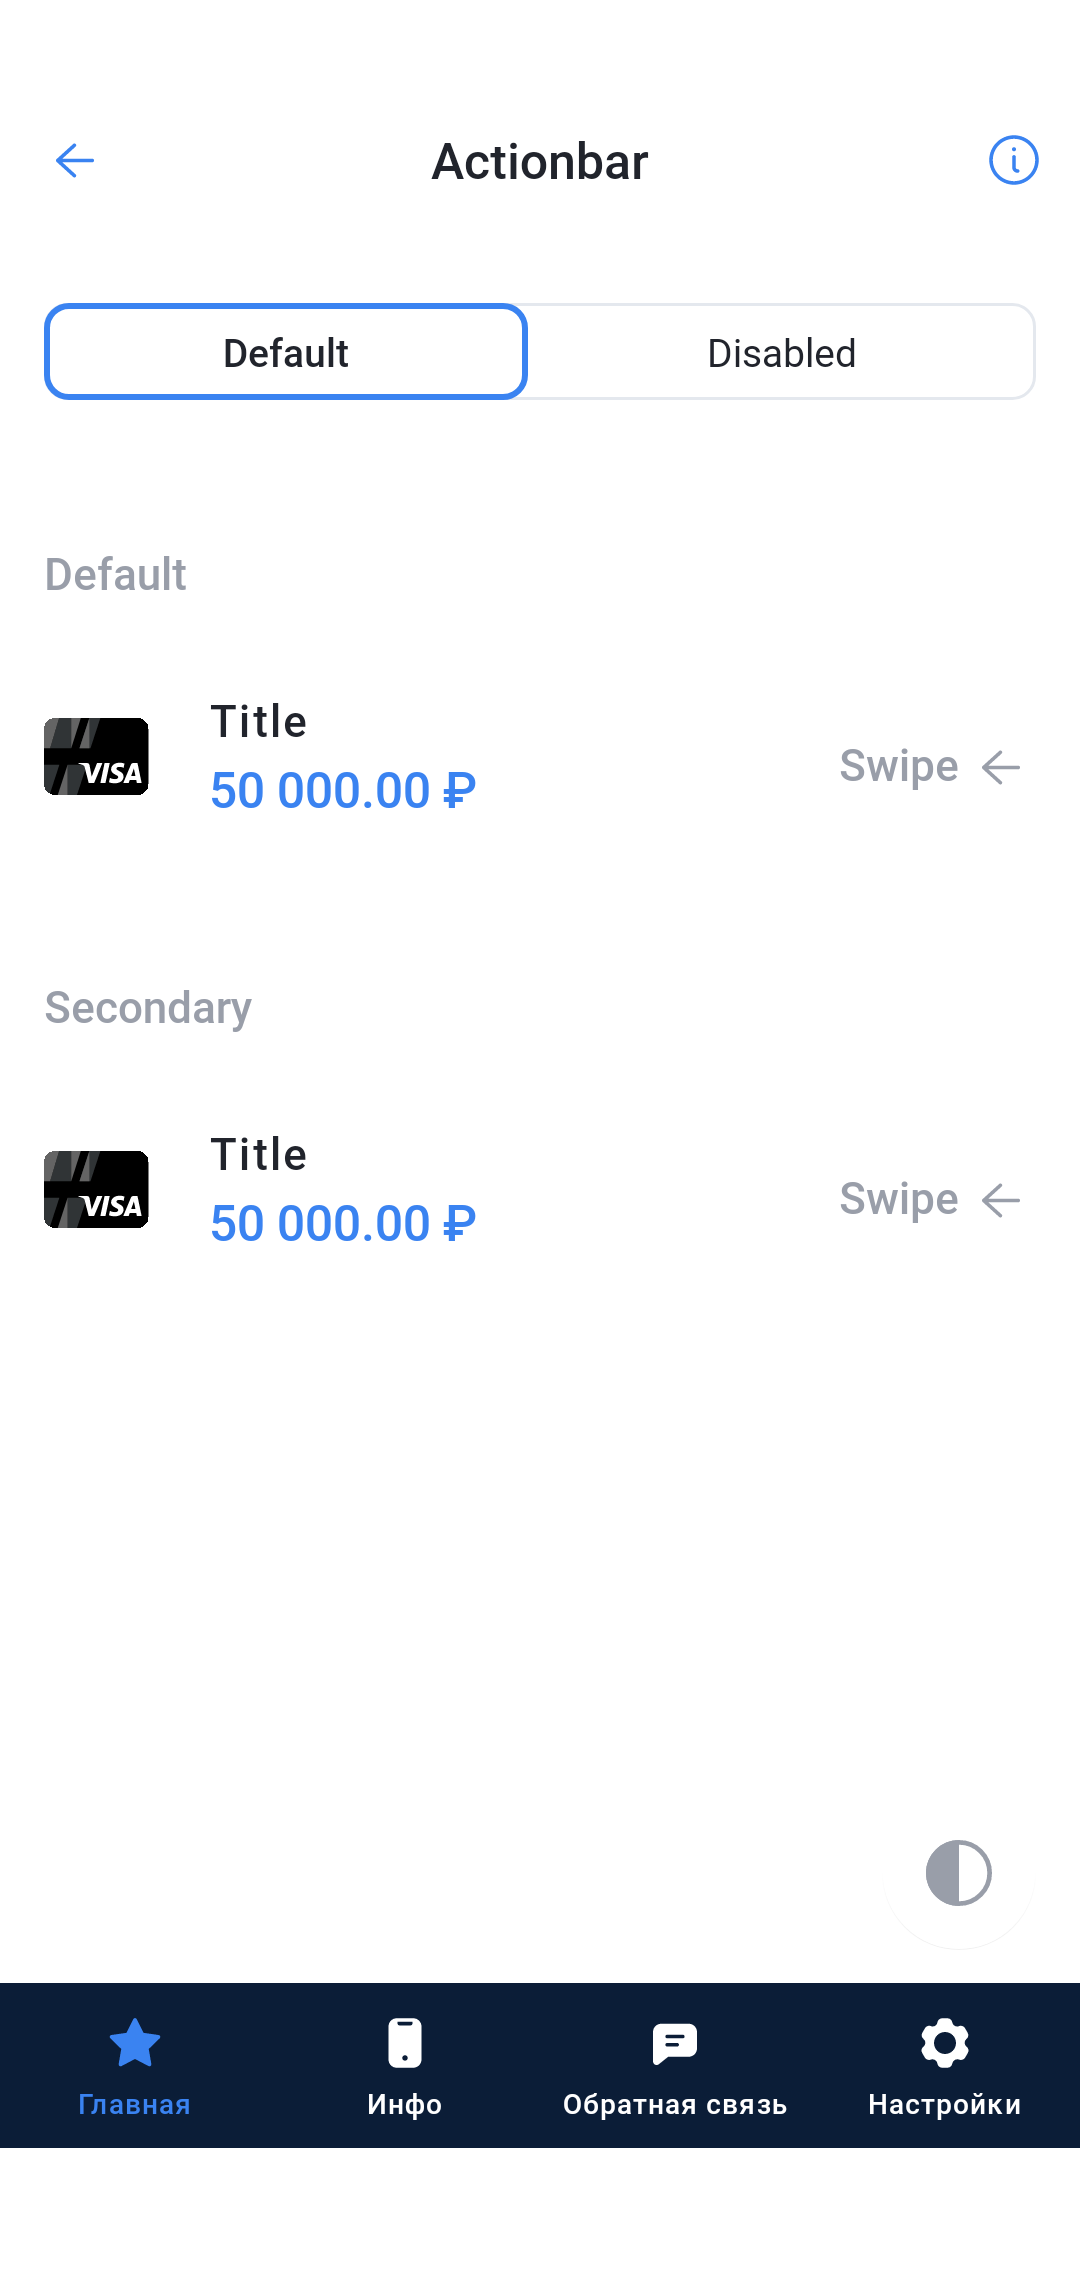 Actionbar
Default
Disabled
Default
Title
50 000.00 ₽
VISA
Swipe
Secondary
Title
50 000.00 ₽
VISA
Swipe
Главная
Инфо
Обратная связь
Настройки